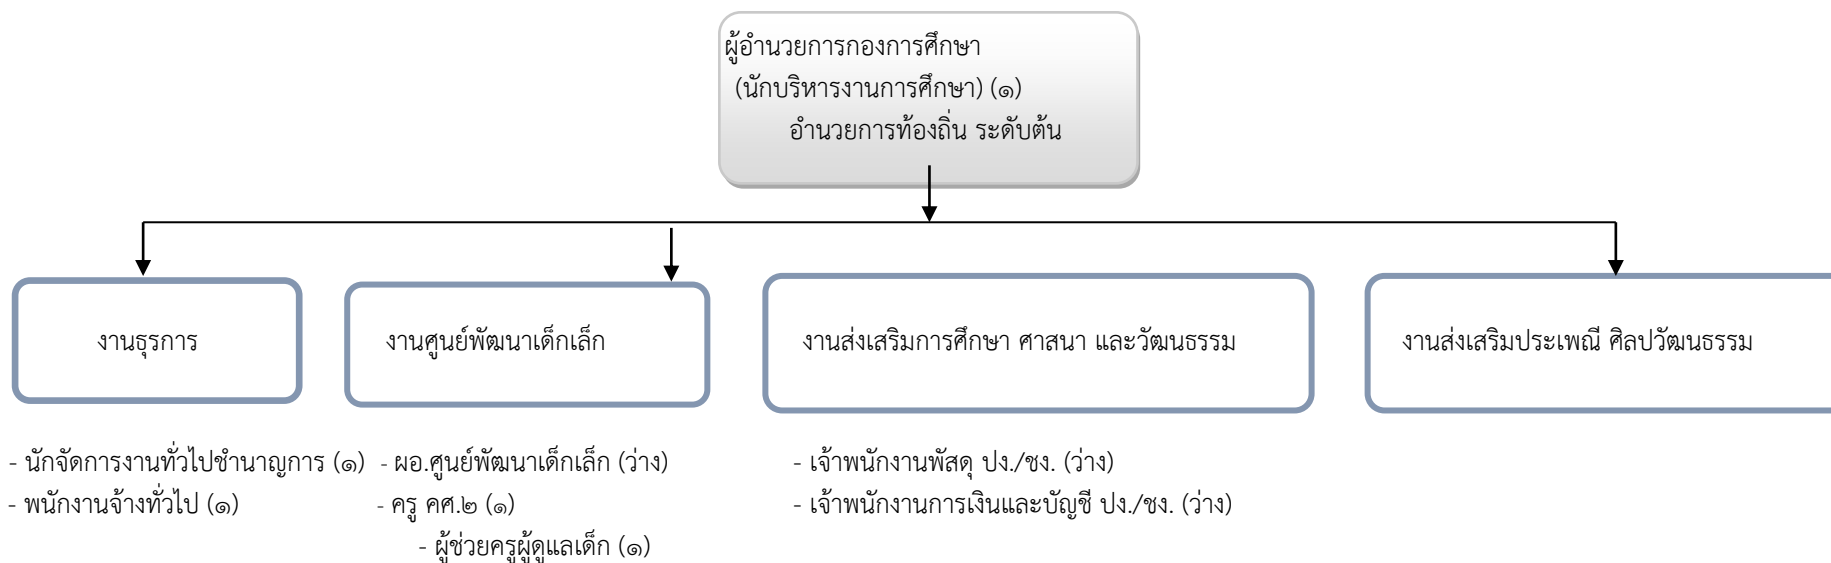 ผู้อำนวยการกองการศึกษา
(นักบริหารงานการศึกษา) (๑)
อำนวยการท้องถิ่น ระดับต้น
งานธุรการ
งานศูนย์พัฒนาเด็กเล็ก
งานส่งเสริมการศึกษา ศาสนา และวัฒนธรรม
งานส่งเสริมประเพณี ศิลปวัฒนธรรม
- นักจัดการงานทั่วไปชำนาญการ (๑)
- พนักงานจ้างทั่วไป (๑)
- ผอ.ศูนย์พัฒนาเด็กเล็ก (ว่าง)
- ครู คศ.๒ (๑)
- ผู้ช่วยครูผู้ดูแลเด็ก (๑)
- เจ้าพนักงานพัสดุ ปง./ชง. (ว่าง)
- เจ้าพนักงานการเงินและบัญชี ปง./ชง. (ว่าง)